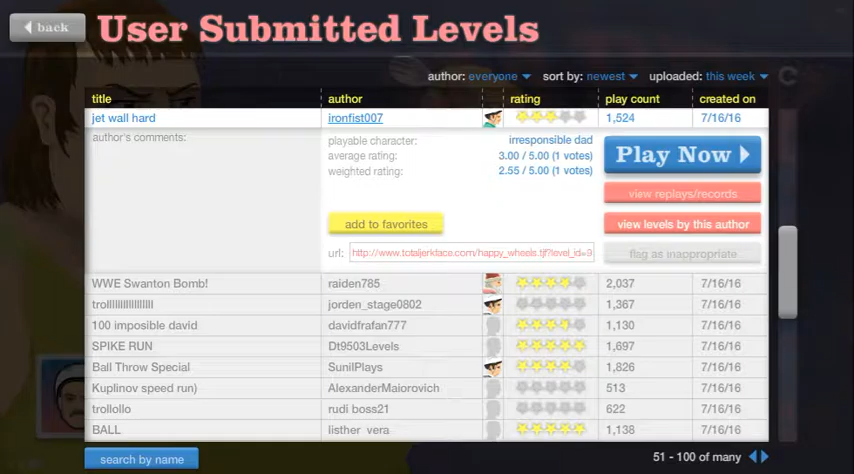 back
User Submitted Levels
author: everyone sort by: newest uploaded: this week
title author rating play count created on
jet wall hard ironfist007 1,524 7/16/16
author's comments:
playable character: irresponsible dad
average rating: 3.00 / 5.00 (1 votes)
weighted rating: 2.55 / 5.00 (1 votes)
Play Now
view replays/records
add to favorites
view levels by this author
url: http://www.totaljerkface.com/happy_wheels.tjf?level_id=9
flag as inappropriate
WWE Swanton Bomb! raiden785 2,037 7/16/16
jorden_stage0802 1,367 7/16/16
100 imposible david davidfrafan777 1,130 7/16/16
SPIKE RUN Dt9503Levels 1,697 7/16/16
Ball Throw Special SunilPlays 1,826 7/16/16
Kuplinov speed run) AlexanderMaiorovich 513 7/16/16
trollollo rudi boss21 622 7/16/16
BALL listher vera 1,138 7/16/16
search by name
51 - 100 of many